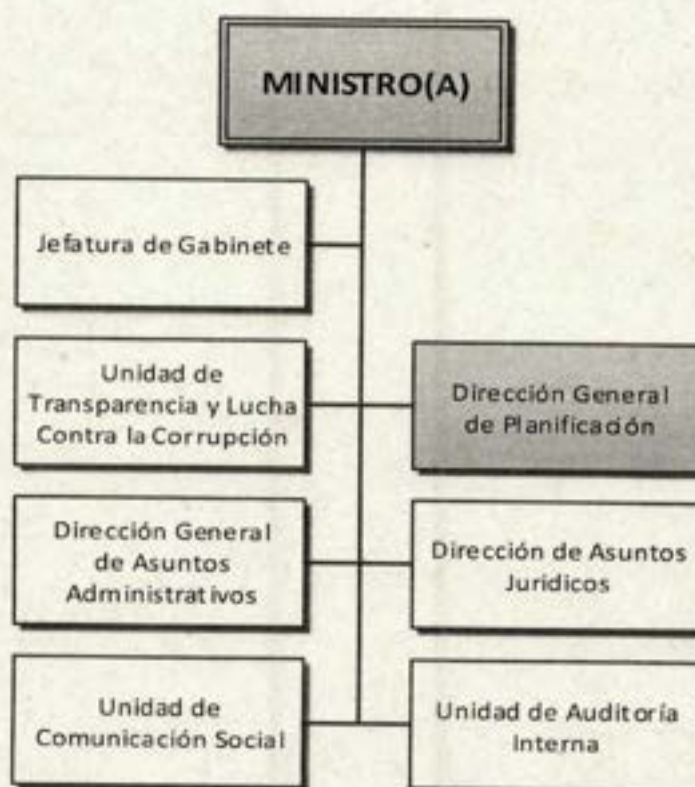 MINISTRO(A)
Jefatura de Gabinete
Unidad de
Transparencia y Lucha
Contra la Corrupción
Dirección General
de Planificación
Dirección General
de Asuntos
Administrativos
Dirección de Asuntos
Jurídicos
Unidad de
Comunicación Social
Unidad de Auditoría
Interna